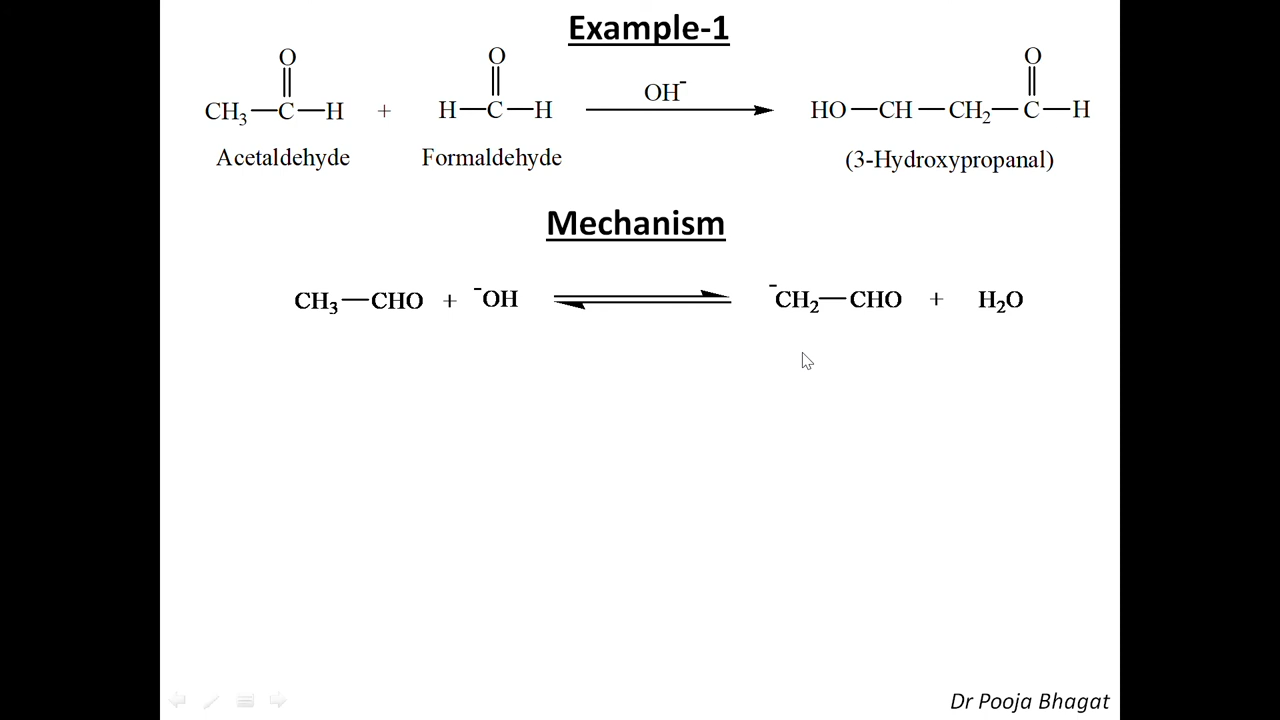 Example-1
O O O
CH3—C—H + H—C—H OH- HO—CH—CH2—C—H
Acetaldehyde Formaldehyde (3-Hydroxypropanal)
Mechanism
CH3—CHO + -OH -CH2—CHO + H2O
Dr Pooja Bhagat